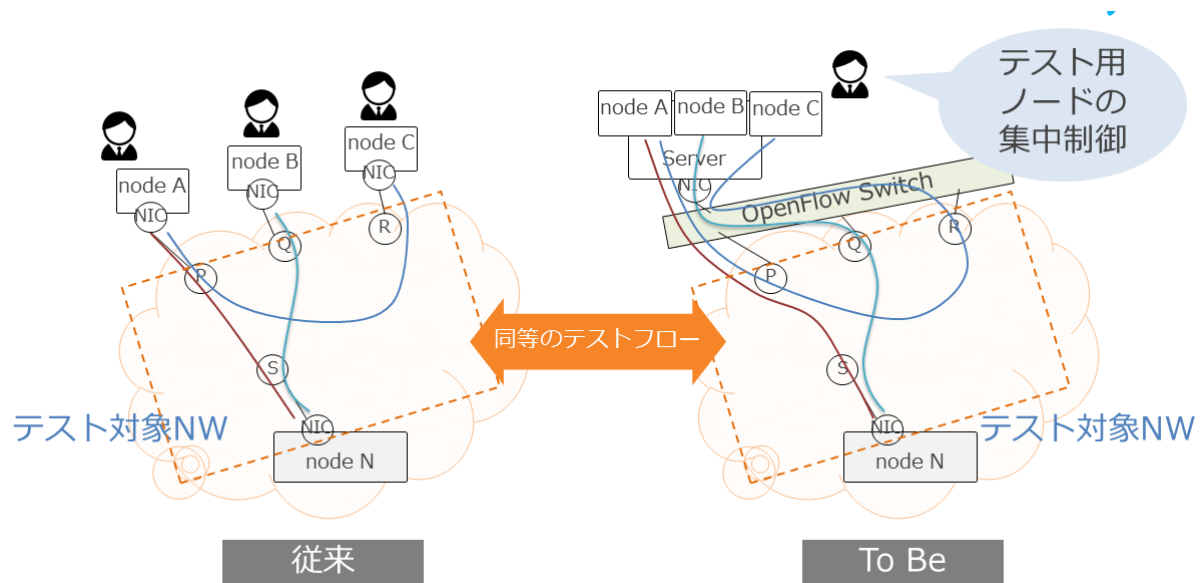 node A
NIC
node B
NIC
node C
NIC
P
Q
R
S
NIC
node N
テスト対象NW
従来
同等のテストフロー
node A
node B
node C
Server
NIC
OpenFlow Switch
テスト用
ノードの
集中制御
P
Q
R
S
NIC
node N
テスト対象NW
To Be